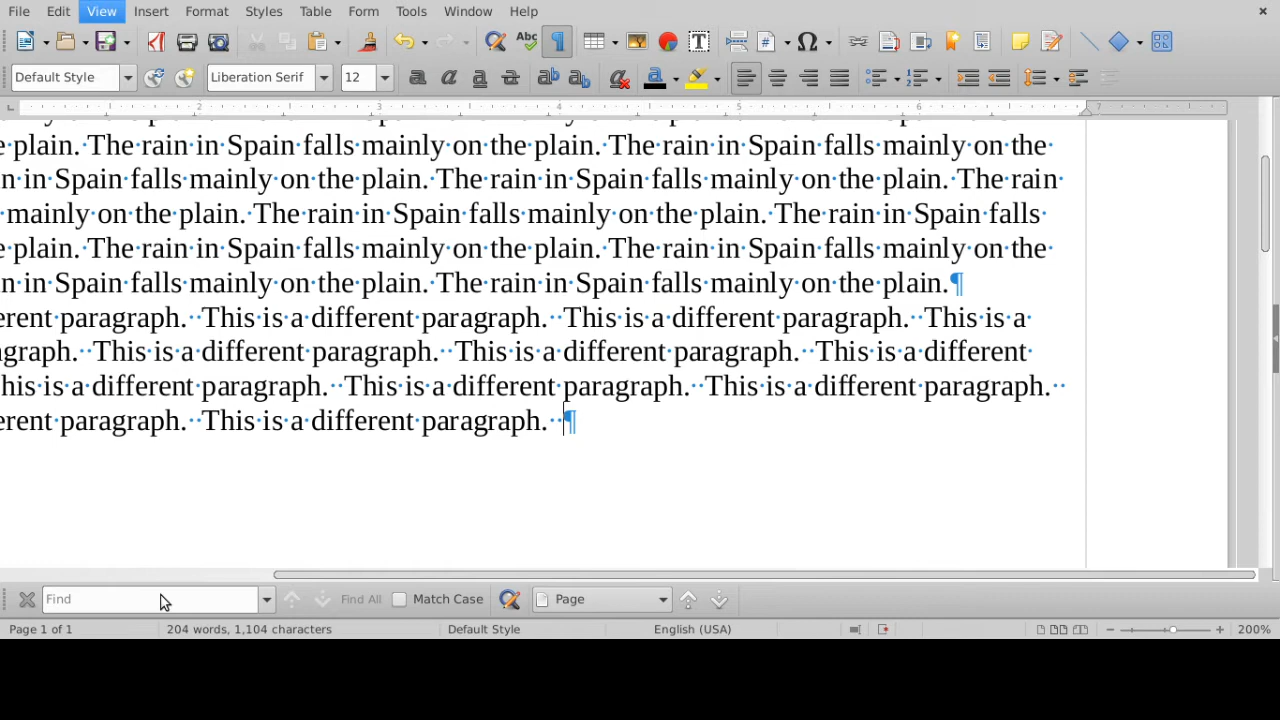 File Edit View Insert Format Styles Table Form Tools Window Help
Default Style Liberation Serif 12
2 3 4 5 6 7
e plain. The rain in Spain falls mainly on the plain. The rain in Spain falls mainly on the
n in Spain falls mainly on the plain. The rain in Spain falls mainly on the plain. The rain
mainly on the plain. The rain in Spain falls mainly on the plain. The rain in Spain falls
e plain. The rain in Spain falls mainly on the plain. The rain in Spain falls mainly on the
n in Spain falls mainly on the plain. The rain in Spain falls mainly on the plain.¶
erent paragraph.  This is a different paragraph.  This is a different paragraph.  This is a
agraph.  This is a different paragraph.  This is a different paragraph.  This is a different
his is a different paragraph.  This is a different paragraph.  This is a different paragraph.
erent paragraph.  This is a different paragraph.  ¶
Find Find All Match Case Page
Page 1 of 1 204 words, 1,104 characters Default Style English (USA) 200%